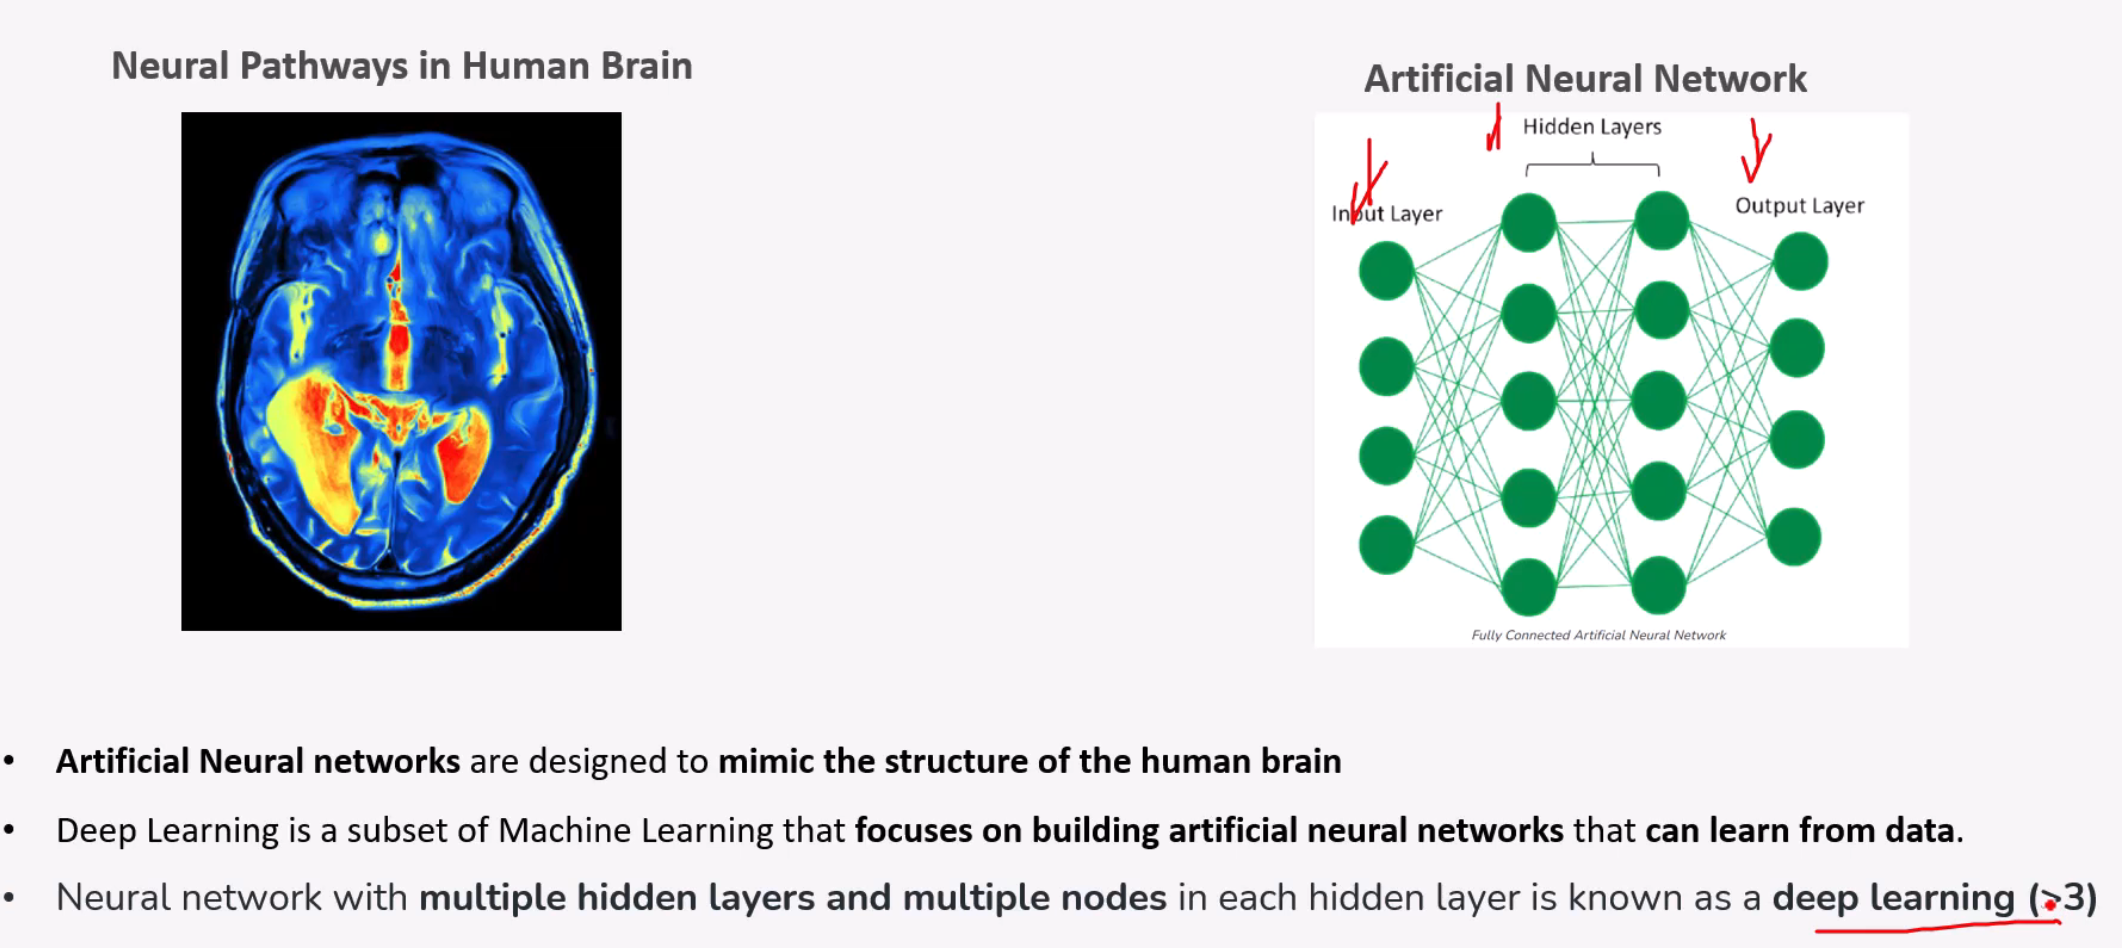 Neural Pathways in Human Brain
Artificial Neural Network
Hidden Layers
Input Layer
Output Layer
Fully Connected Artificial Neural Network
• Artificial Neural networks are designed to mimic the structure of the human brain
• Deep Learning is a subset of Machine Learning that focuses on building artificial neural networks that can learn from data.
• Neural network with multiple hidden layers and multiple nodes in each hidden layer is known as a deep learning (>3)